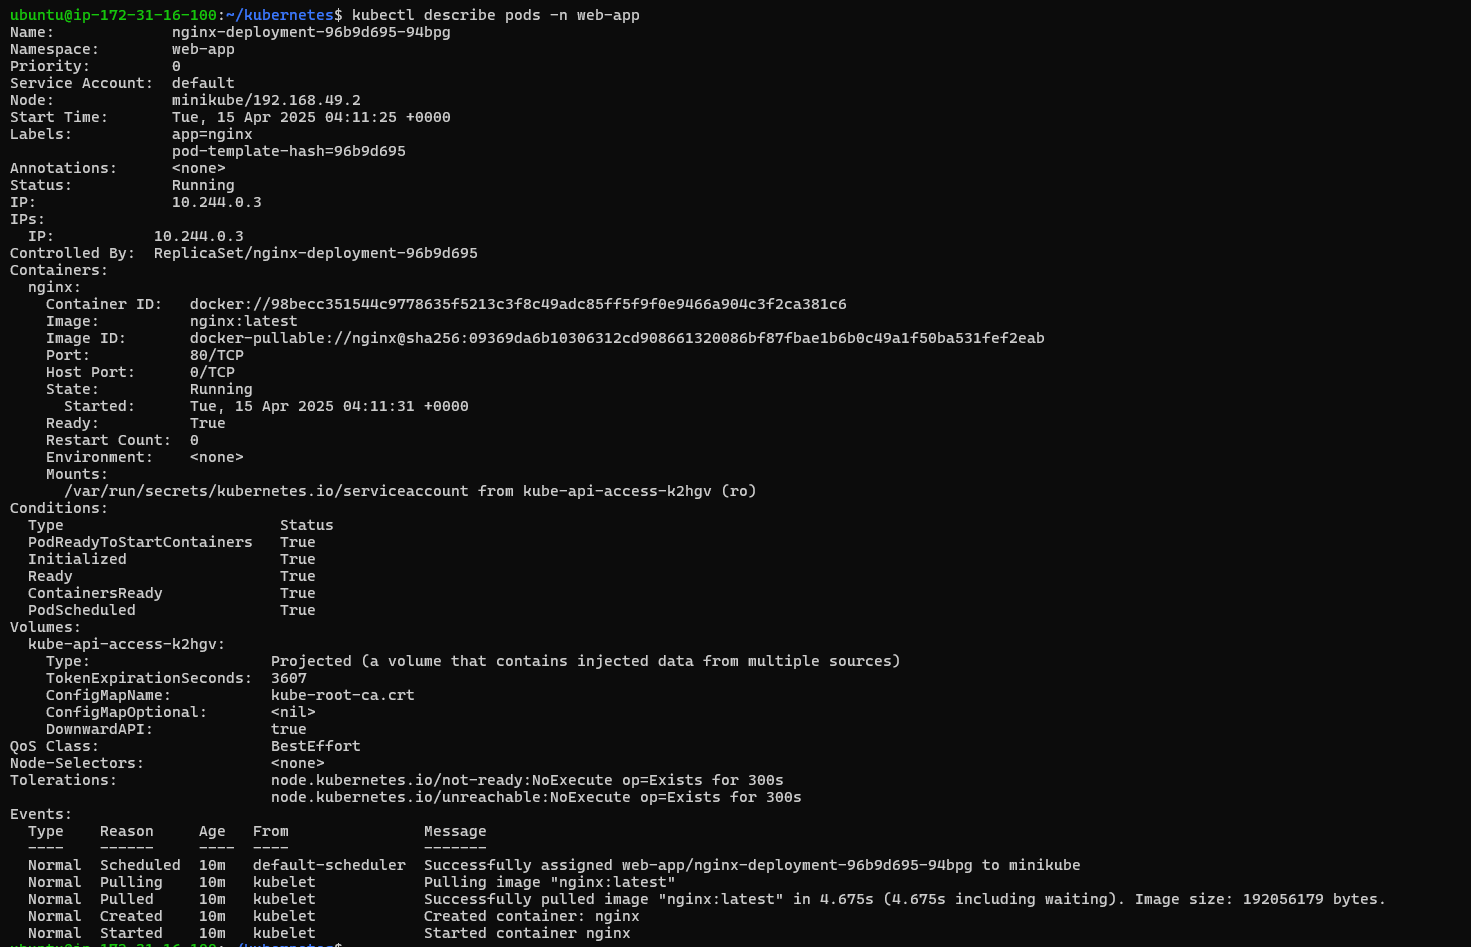 ubuntu@ip-172-31-16-100:~/kubernetes$ kubectl describe pods -n web-app
Name:             nginx-deployment-96b9d695-94bpg
Namespace:        web-app
Priority:         0
Service Account:  default
Node:             minikube/192.168.49.2
Start Time:       Tue, 15 Apr 2025 04:11:25 +0000
Labels:           app=nginx
                  pod-template-hash=96b9d695
Annotations:      <none>
Status:           Running
IP:               10.244.0.3
IPs:
  IP:           10.244.0.3
Controlled By:  ReplicaSet/nginx-deployment-96b9d695
Containers:
  nginx:
    Container ID:   docker://98becc351544c9778635f5213c3f8c49adc85ff5f9f0e9466a904c3f2ca381c6
    Image:          nginx:latest
    Image ID:       docker-pullable://nginx@sha256:09369da6b10306312cd908661320086bf87fbae1b6b0c49a1f50ba531fef2eab
    Port:           80/TCP
    Host Port:      0/TCP
    State:          Running
      Started:      Tue, 15 Apr 2025 04:11:31 +0000
    Ready:          True
    Restart Count:  0
    Environment:    <none>
    Mounts:
      /var/run/secrets/kubernetes.io/serviceaccount from kube-api-access-k2hgv (ro)
Conditions:
  Type                        Status
  PodReadyToStartContainers   True
  Initialized                 True
  Ready                       True
  ContainersReady             True
  PodScheduled                True
Volumes:
  kube-api-access-k2hgv:
    Type:                    Projected (a volume that contains injected data from multiple sources)
    TokenExpirationSeconds:  3607
    ConfigMapName:           kube-root-ca.crt
    ConfigMapOptional:       <nil>
    DownwardAPI:             true
QoS Class:                   BestEffort
Node-Selectors:              <none>
Tolerations:                 node.kubernetes.io/not-ready:NoExecute op=Exists for 300s
                             node.kubernetes.io/unreachable:NoExecute op=Exists for 300s
Events:
  Type    Reason     Age   From               Message
  ----    ------     ----  ----               -------
  Normal  Scheduled  10m   default-scheduler  Successfully assigned web-app/nginx-deployment-96b9d695-94bpg to minikube
  Normal  Pulling    10m   kubelet            Pulling image "nginx:latest"
  Normal  Pulled     10m   kubelet            Successfully pulled image "nginx:latest" in 4.675s (4.675s including waiting). Image size: 192056179 bytes.
  Normal  Created    10m   kubelet            Created container: nginx
  Normal  Started    10m   kubelet            Started container nginx
ubuntu@ip-172-31-16-100:~/kubernetes$